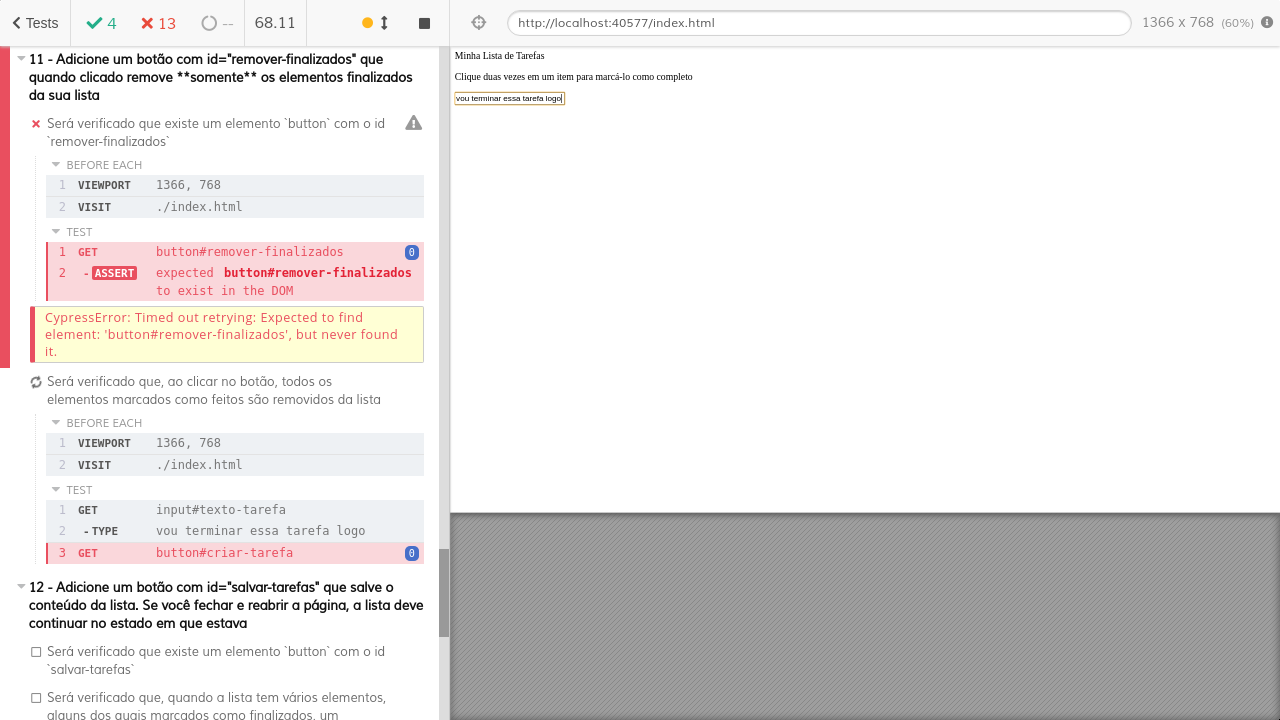 Tests 4 13 -- 68.11
http://localhost:40577/index.html 1366 x 768 (60%)
11 - Adicione um botão com id="remover-finalizados" que
quando clicado remove **somente** os elementos finalizados
da sua lista
Será verificado que existe um elemento `button` com o id
`remover-finalizados`
BEFORE EACH
1 VIEWPORT 1366, 768
2 VISIT ./index.html
TEST
1 GET button#remover-finalizados 0
2 -ASSERT expected button#remover-finalizados
to exist in the DOM
CypressError: Timed out retrying: Expected to find
element: 'button#remover-finalizados', but never found
it.
Será verificado que, ao clicar no botão, todos os
elementos marcados como feitos são removidos da lista
BEFORE EACH
1 VIEWPORT 1366, 768
2 VISIT ./index.html
TEST
1 GET input#texto-tarefa
2 -TYPE vou terminar essa tarefa logo
3 GET button#criar-tarefa 0
12 - Adicione um botão com id="salvar-tarefas" que salve o
conteúdo da lista. Se você fechar e reabrir a página, a lista deve
continuar no estado em que estava
Será verificado que existe um elemento `button` com o id
`salvar-tarefas`
Será verificado que, quando a lista tem vários elementos,
alguns dos quais marcados como finalizados, um
Minha Lista de Tarefas
Clique duas vezes em um item para marcá-lo como completo
vou terminar essa tarefa logo